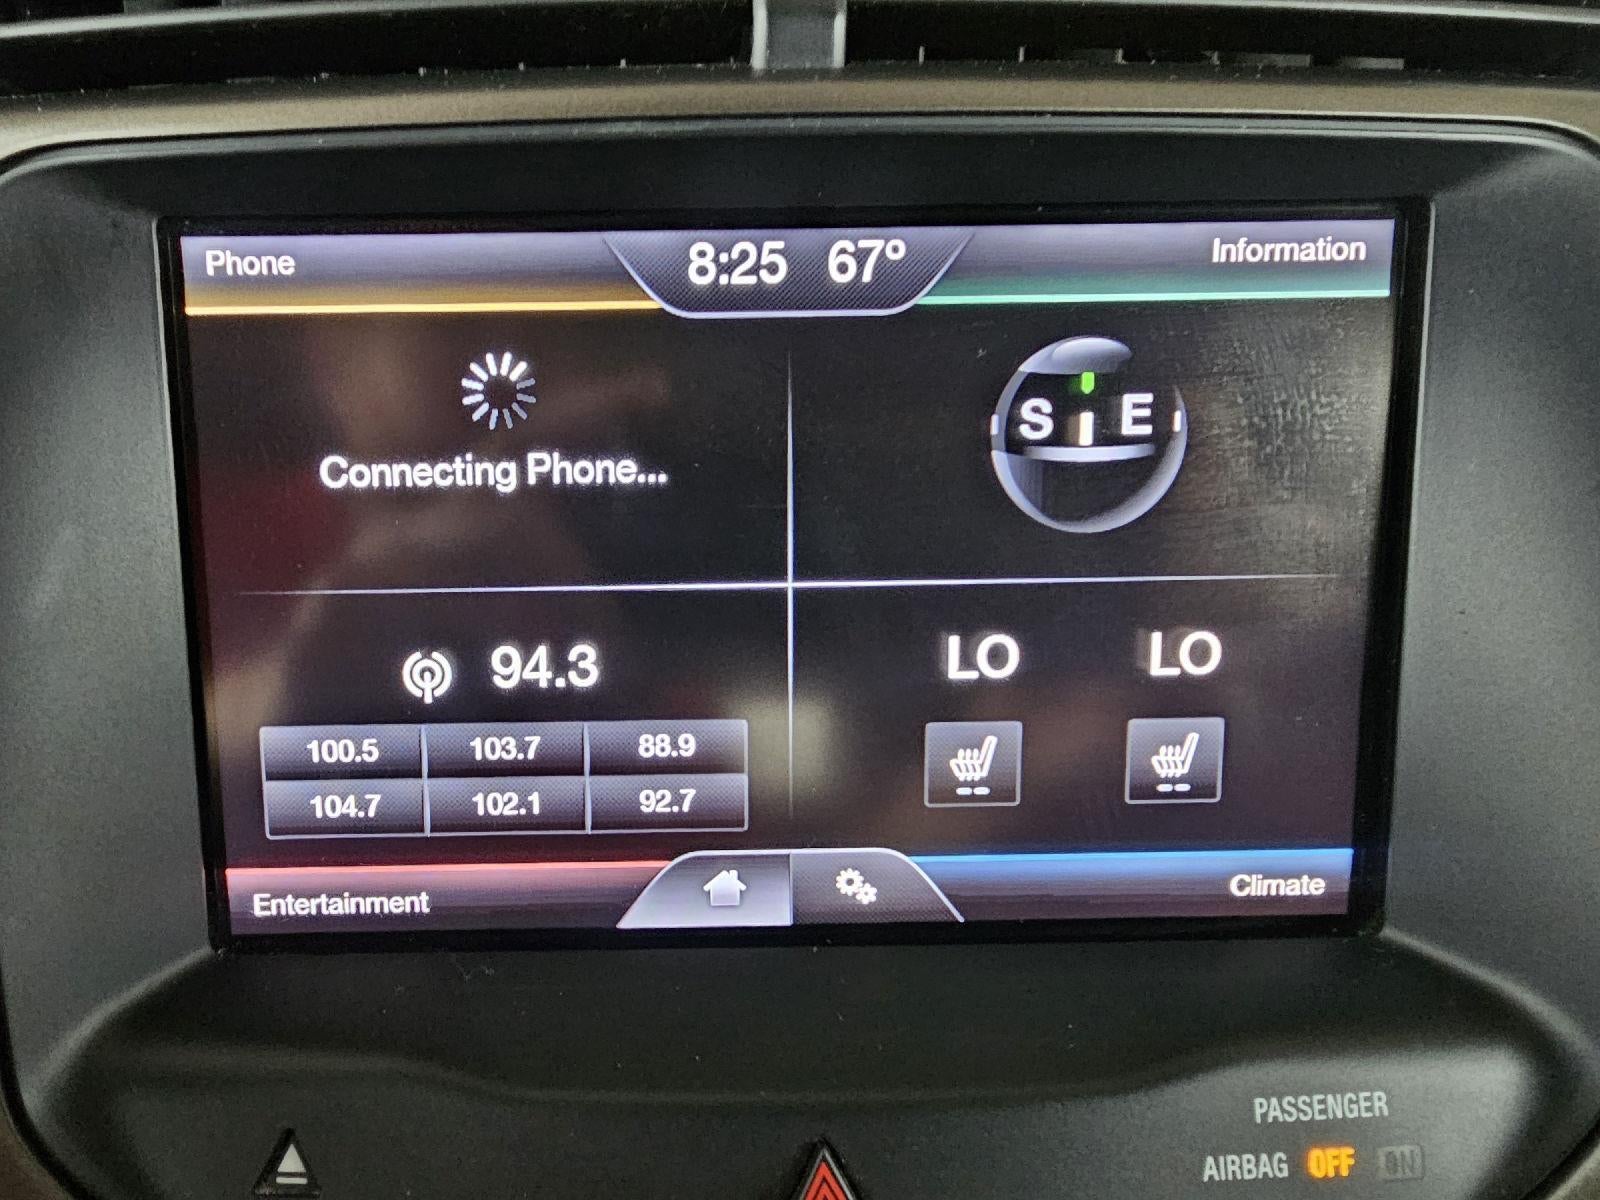 Phone
8:25 67º
Information
Connecting Phone...
S E
94.3
100.5 103.7 88.9
104.7 102.1 92.7
LO LO
Entertainment
Climate
PASSENGER
AIRBAG OFF ON